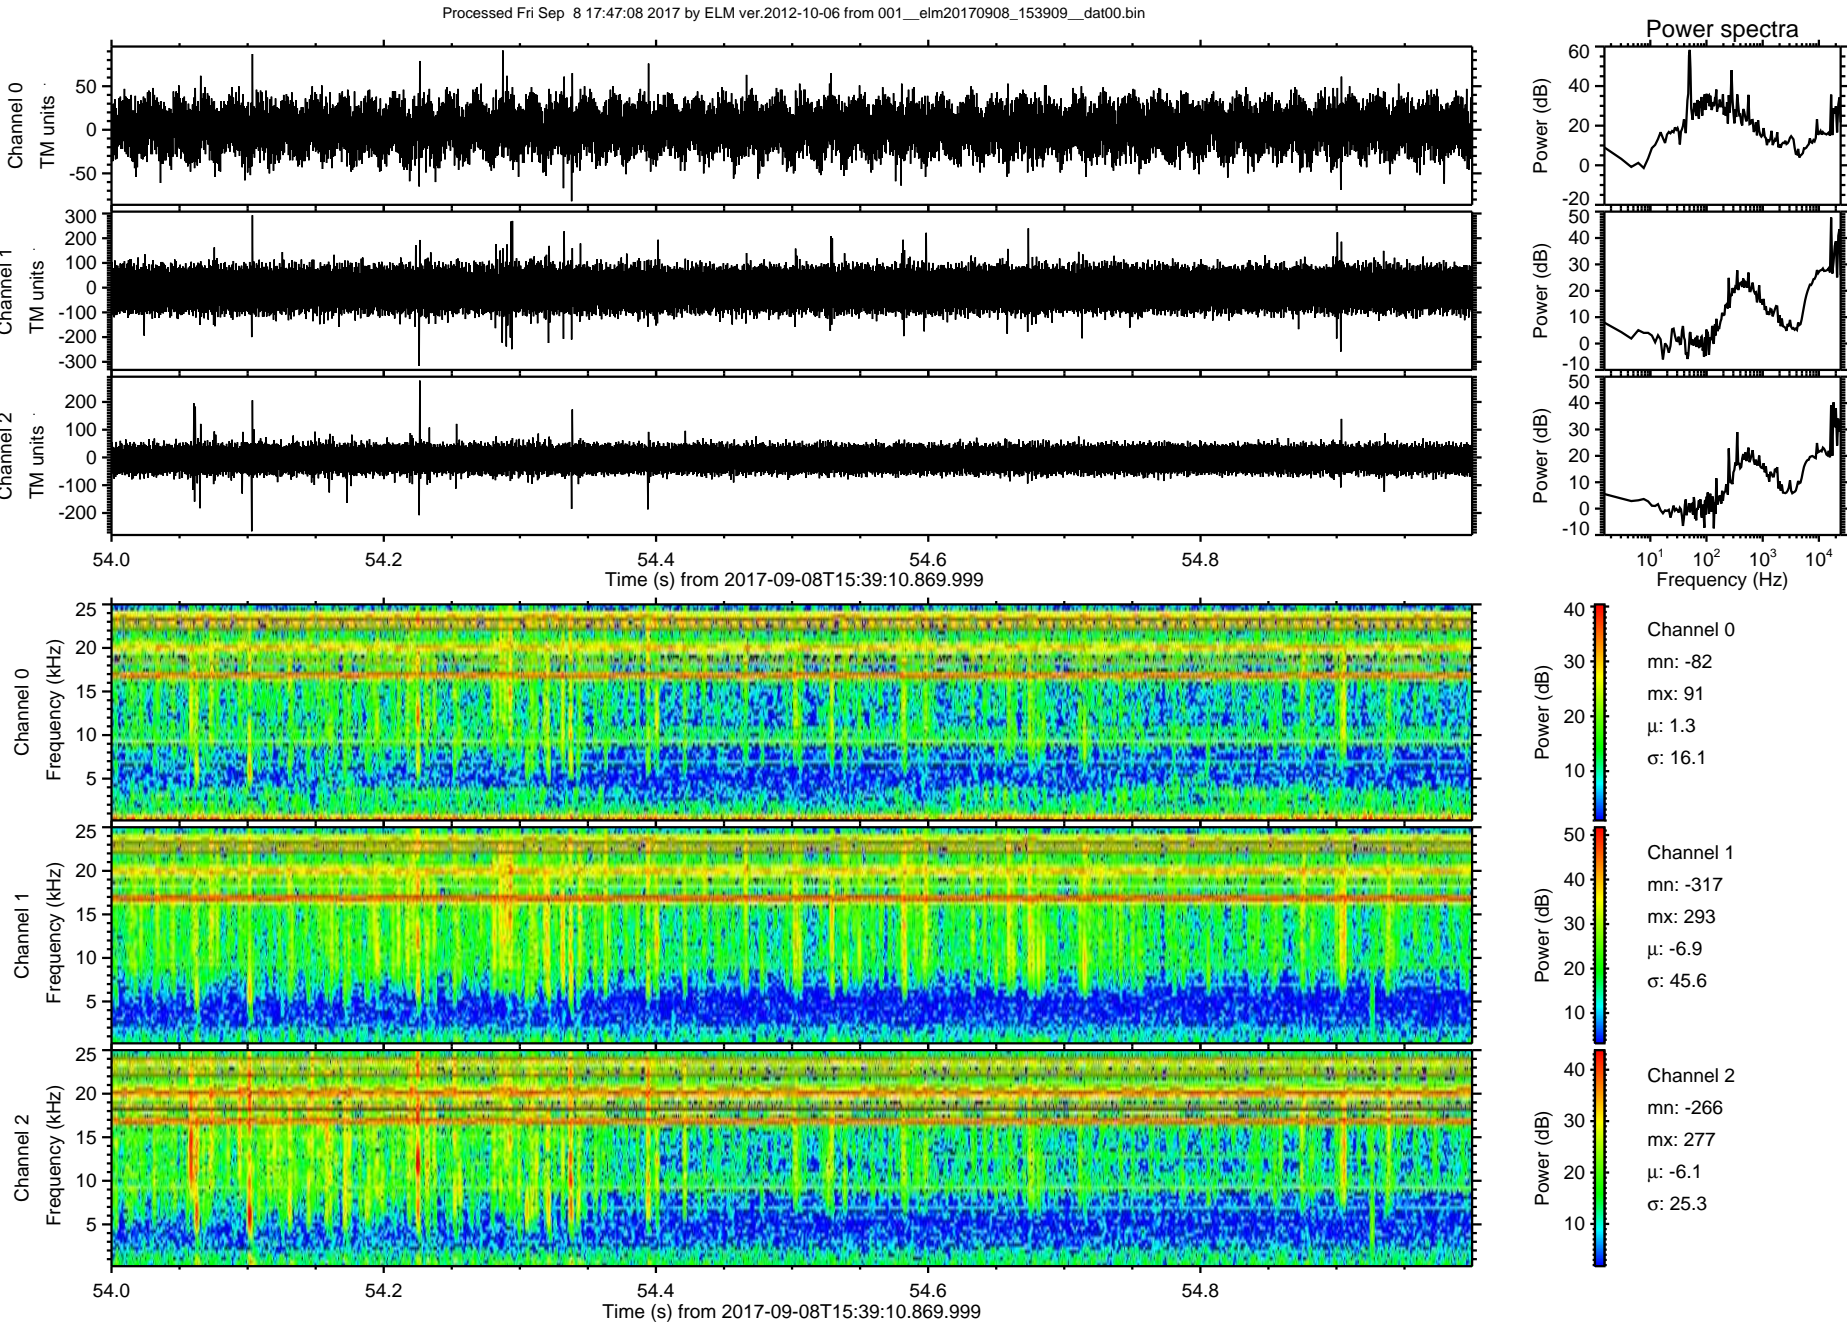 Processed Fri Sep  8 17:47:08 2017 by ELM ver.2012-10-06 from 001__elm20170908_153909__dat00.bin
Power spectra
Channel 0
TM units
50
0
-50
Power (dB)
60
40
20
0
-20
Channel 1
TM units
300
200
100
0
-100
-200
-300
Power (dB)
50
40
30
20
10
0
-10
Channel 2
TM units
200
100
0
-100
-200
Power (dB)
50
40
30
20
10
0
-10
54.0 54.2 54.4 54.6 54.8
Time (s) from 2017-09-08T15:39:10.869.999
10^1 10^2 10^3 10^4
Frequency (Hz)
Channel 0
Frequency (kHz)
25
20
15
10
5
Power (dB)
40
30
20
10
Channel 0
mn: -82
mx: 91
μ: 1.3
σ: 16.1
Channel 1
Frequency (kHz)
25
20
15
10
5
Power (dB)
50
40
30
20
10
Channel 1
mn: -317
mx: 293
μ: -6.9
σ: 45.6
Channel 2
Frequency (kHz)
25
20
15
10
5
Power (dB)
40
30
20
10
Channel 2
mn: -266
mx: 277
μ: -6.1
σ: 25.3
54.0 54.2 54.4 54.6 54.8
Time (s) from 2017-09-08T15:39:10.869.999